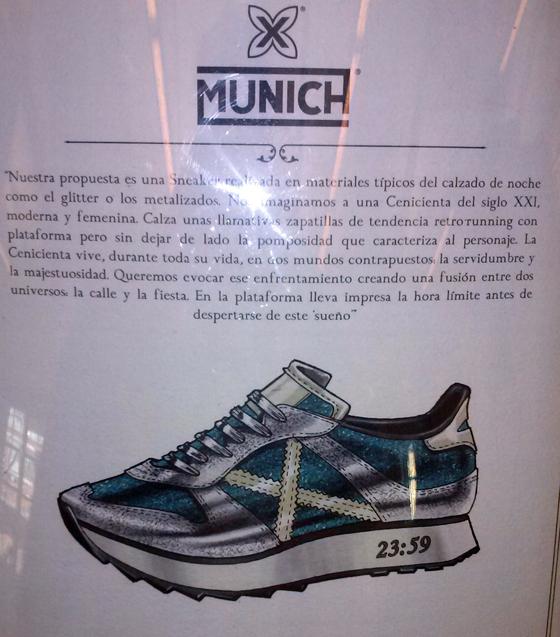 MUNICH
"Nuestra propuesta es una Sneaker realizada en materiales típicos del calzado de noche
como el glitter o los metalizados. Nos imaginamos a una Cenicienta del siglo XXI,
moderna y femenina. Calza unas llamativas zapatillas de tendencia retro-running con
plataforma pero sin dejar de lado la pomposidad que caracteriza al personaje. La
Cenicienta vive, durante toda su vida, en dos mundos contrapuestos: la servidumbre y
la majestuosidad. Queremos evocar ese enfrentamiento creando una fusión entre dos
universos: la calle y la fiesta. En la plataforma lleva impresa la hora límite antes de
despertarse de este 'sueño'"
23:59